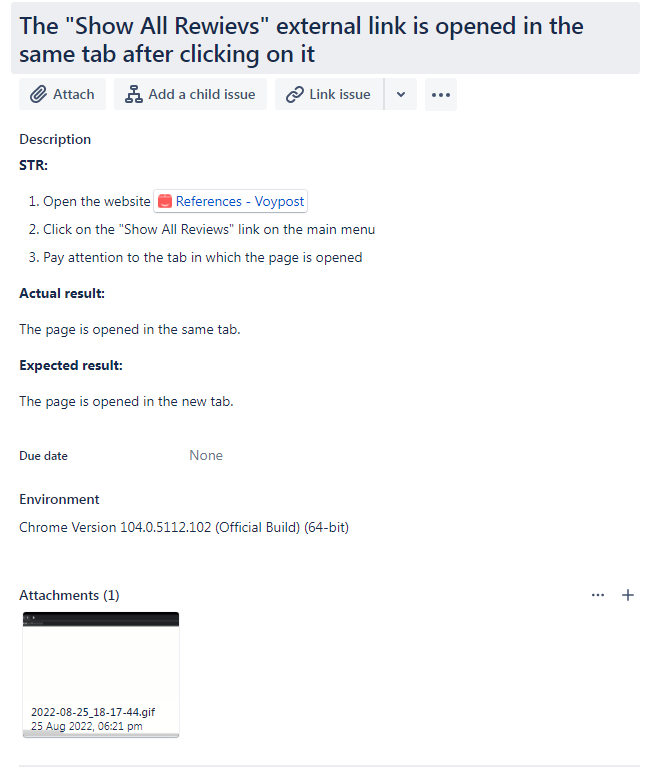 The "Show All Rewievs" external link is opened in the
same tab after clicking on it
Attach
Add a child issue
Link issue
Description
STR:
1. Open the website References - Voypost
2. Click on the "Show All Reviews" link on the main menu
3. Pay attention to the tab in which the page is opened
Actual result:
The page is opened in the same tab.
Expected result:
The page is opened in the new tab.
Due date None
Environment
Chrome Version 104.0.5112.102 (Official Build) (64-bit)
Attachments (1)
2022-08-25_18-17-44.gif
25 Aug 2022, 06:21 pm